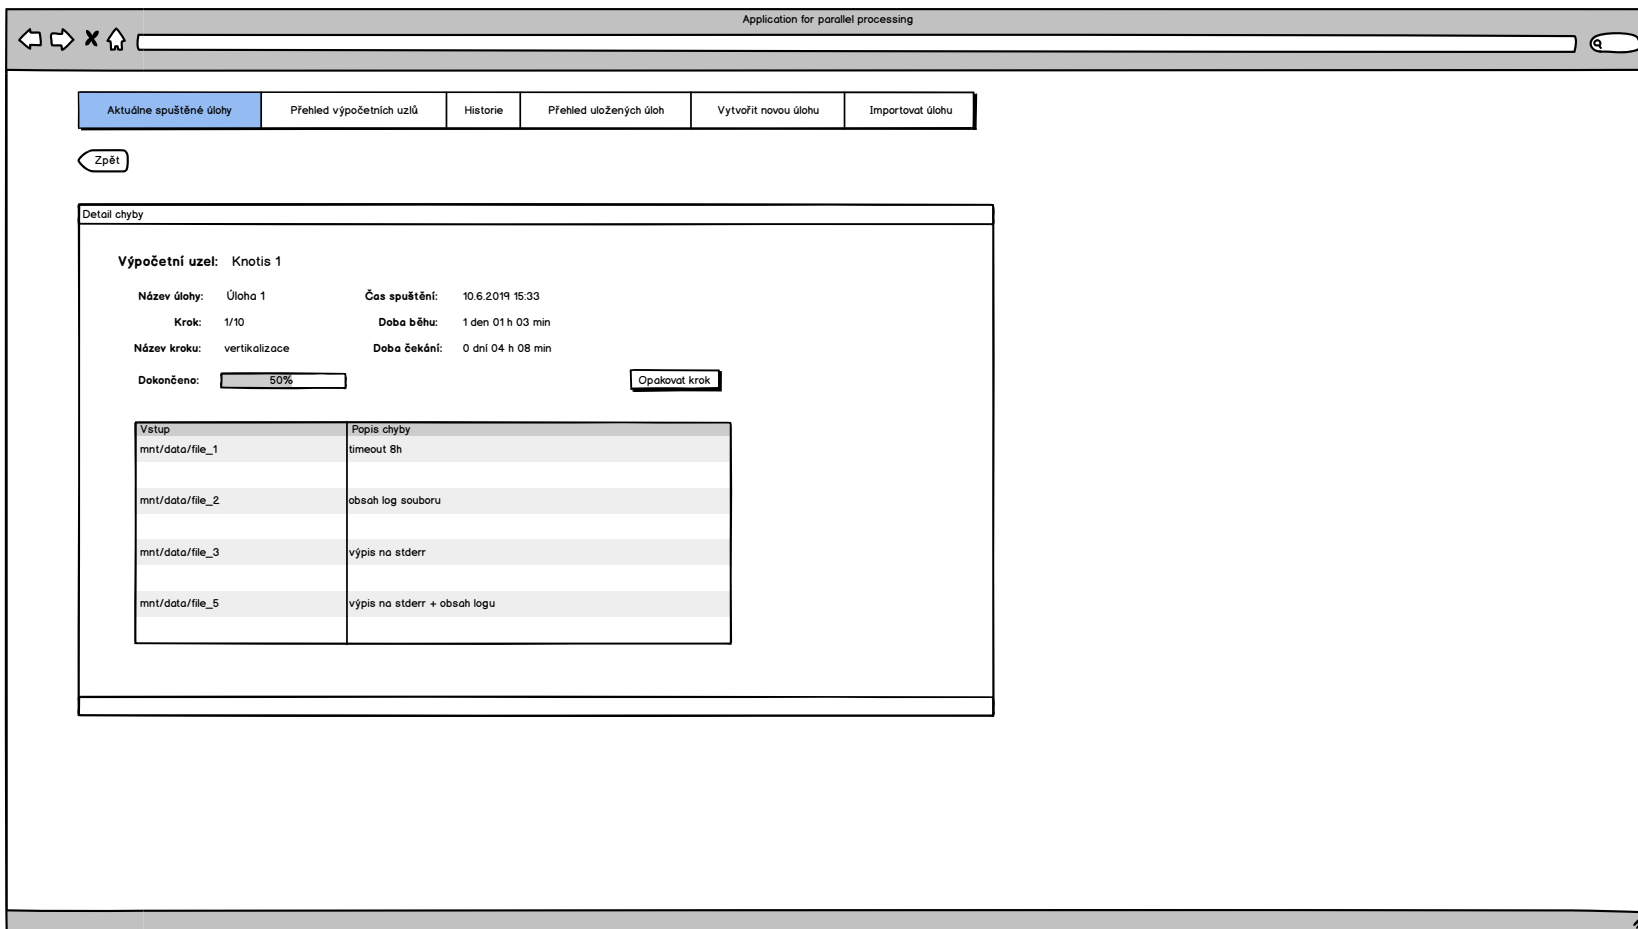 Application for parallel processing
Aktuálne spuštěné úlohy Přehled výpočetních uzlů Historie Přehled uložených úloh Vytvořit novou úlohu Importovat úlohu
Zpět
Detail chyby
Výpočetní uzel: Knotis 1
Název úlohy: Úloha 1 Čas spuštění: 10.6.2019 15:33
Krok: 1/10 Doba běhu: 1 den 01 h 03 min
Název kroku: vertikalizace Doba čekání: 0 dní 04 h 08 min
Dokončeno: 50% Opakovat krok
Vstup Popis chyby
mnt/data/file_1 timeout 8h
mnt/data/file_2 obsah log souboru
mnt/data/file_3 výpis na stderr
mnt/data/file_5 výpis na stderr + obsah logu